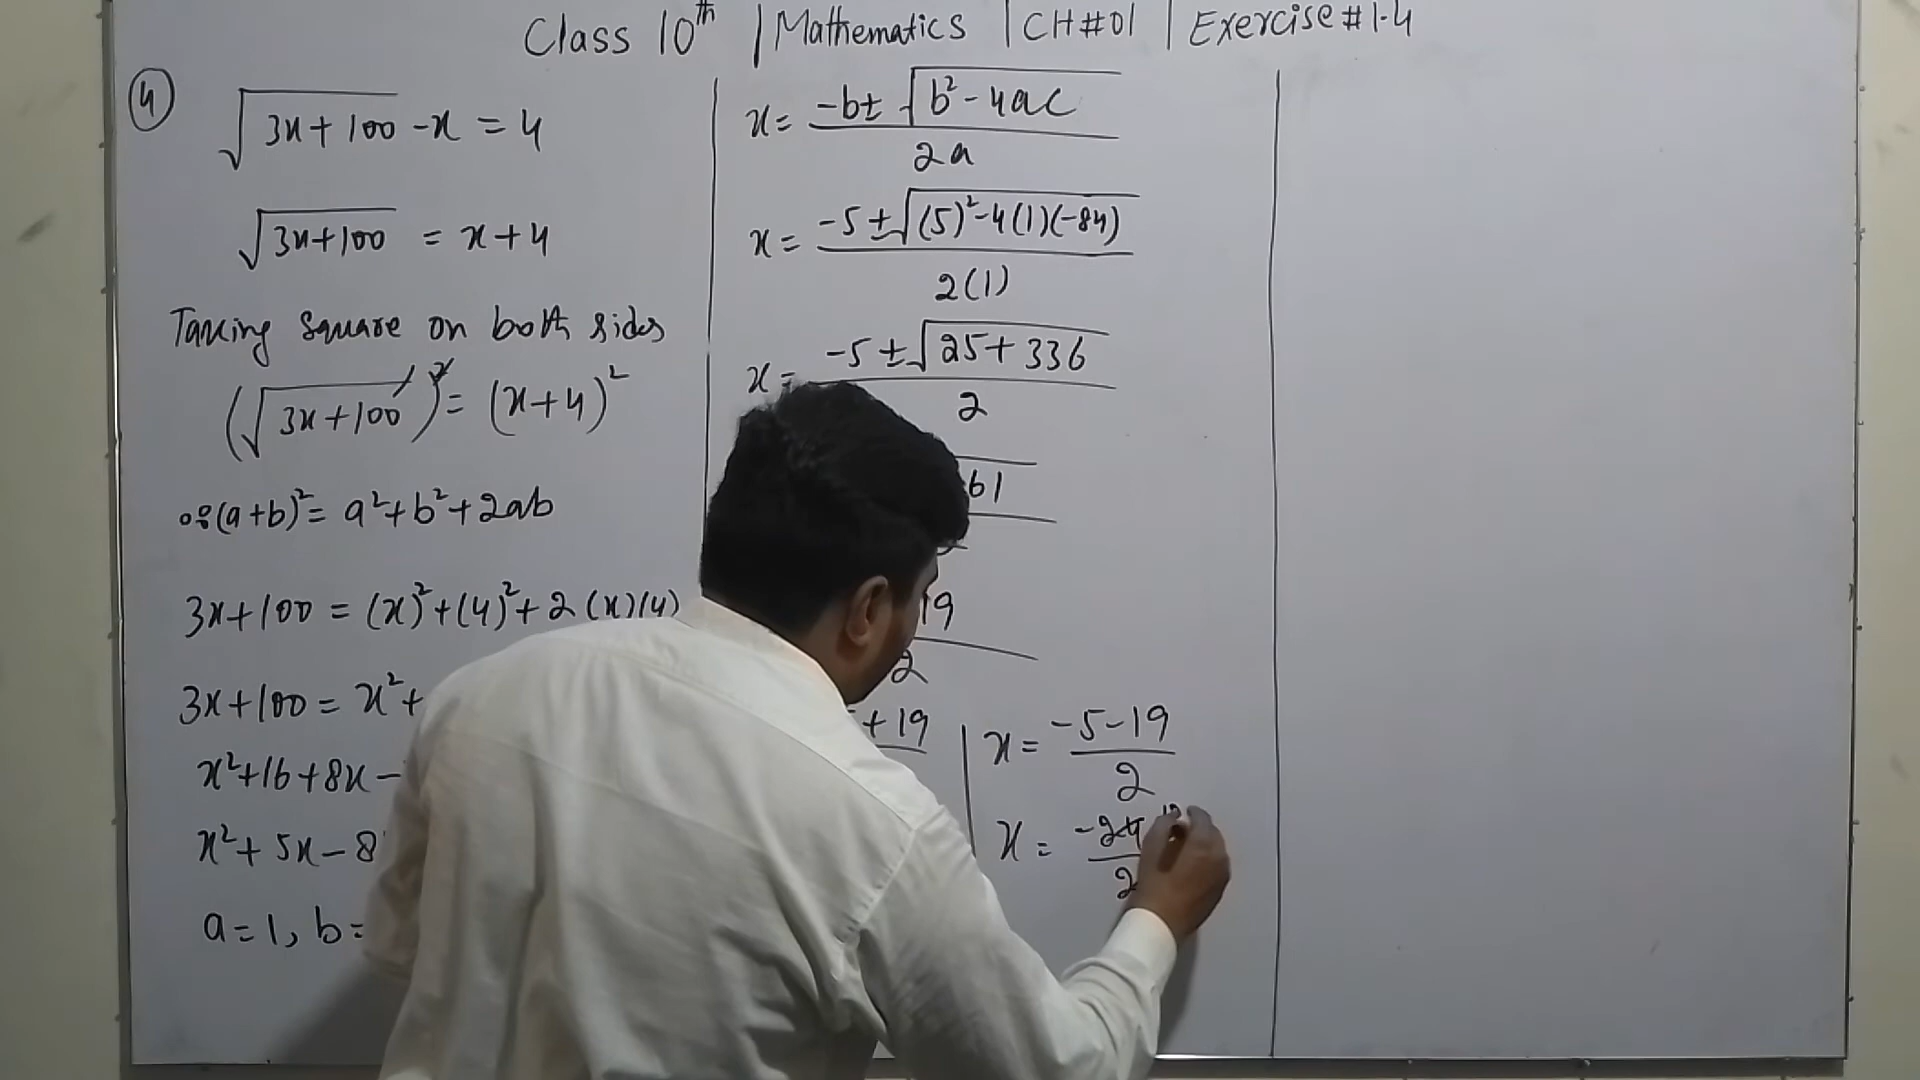 Class 10th | Mathematics | CH#01 | Exercise #1.4
4
√(3x+100) - x = 4
√(3x+100) = x+4
Taking square on both sides
(√(3x+100))² = (x+4)²
∵ (a+b)² = a²+b²+2ab
3x+100 = (x)²+(4)²+2(x)(4)
3x+100 = x²+
x²+16+8x-
x²+5x-8
a=1, b=
x = (-b±√(b²-4ac))/2a
x = (-5±√((5)²-4(1)(-84)))/2(1)
x = (-5±√(25+336))/2
61
19
2
+19
x = (-5-19)/2
x = -24/2